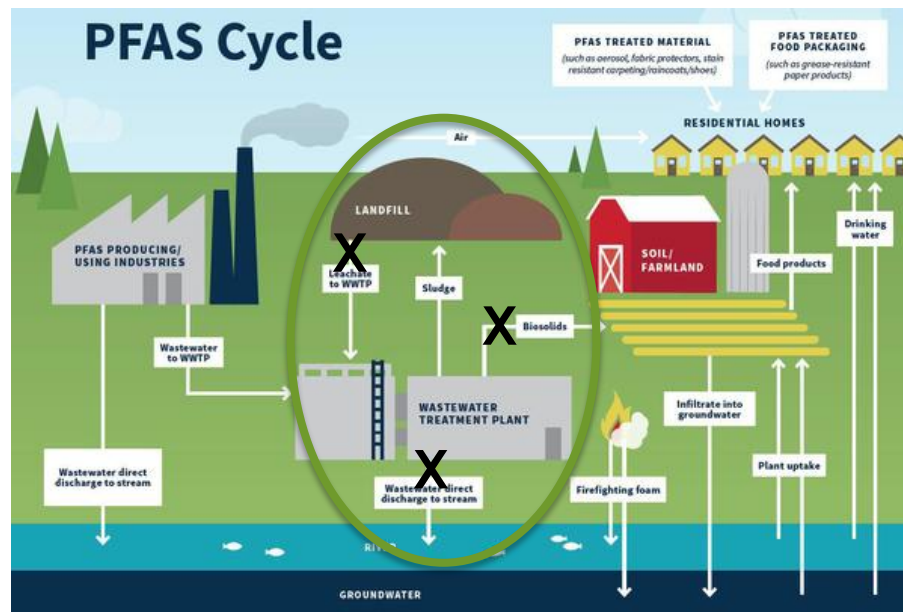 PFAS Cycle
PFAS TREATED MATERIAL
(such as aerosol, fabric protectors, stain
resistant carpeting/raincoats/shoes)
PFAS TREATED
FOOD PACKAGING
(such as grease-resistant
paper products)
RESIDENTIAL HOMES
Air
LANDFILL
PFAS PRODUCING/
USING INDUSTRIES
X
Leachate
to WWTP
Sludge
X
Biosolids
SOIL/
FARMLAND
Food products
Drinking
water
Wastewater
to WWTP
WASTEWATER
TREATMENT PLANT
Infiltrate into
groundwater
Plant uptake
Wastewater direct
discharge to stream
X
Wastewater direct
discharge to stream
Firefighting foam
RIVER
GROUNDWATER